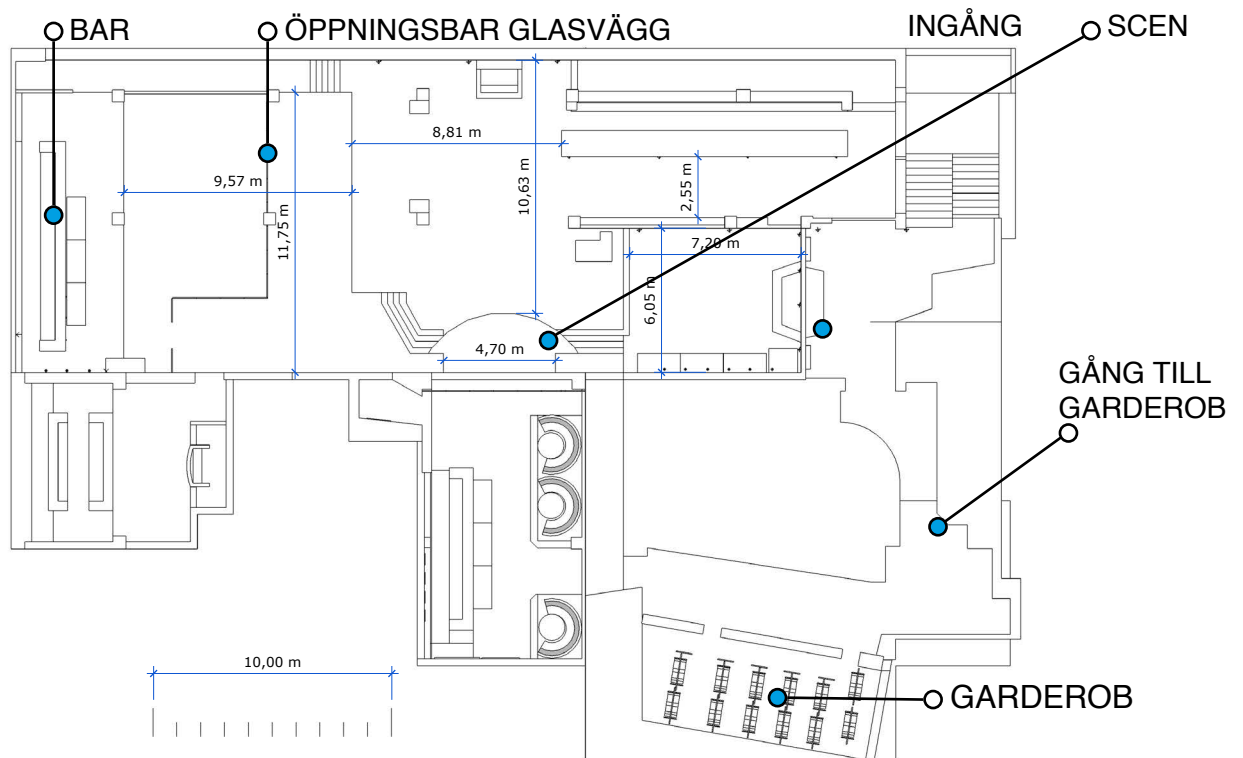 BAR
ÖPPNINGSBAR GLASVÄGG
INGÅNG
SCEN
8,81 m
9,57 m
11,75 m
10,63 m
2,55 m
7,20 m
6,05 m
4,70 m
GÅNG TILL
GARDEROB
10,00 m
GARDEROB